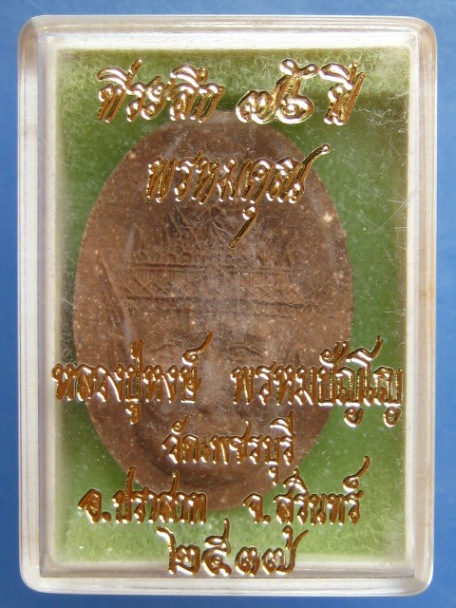 ที่ระลึก ๗๕ ปี
พรหมคุณ
หลวงปู่หงษ์ พรหมปัญโญ
วัดเพชรบุรี
อ.ปราสาท จ.สุรินทร์
๒๕๓๗